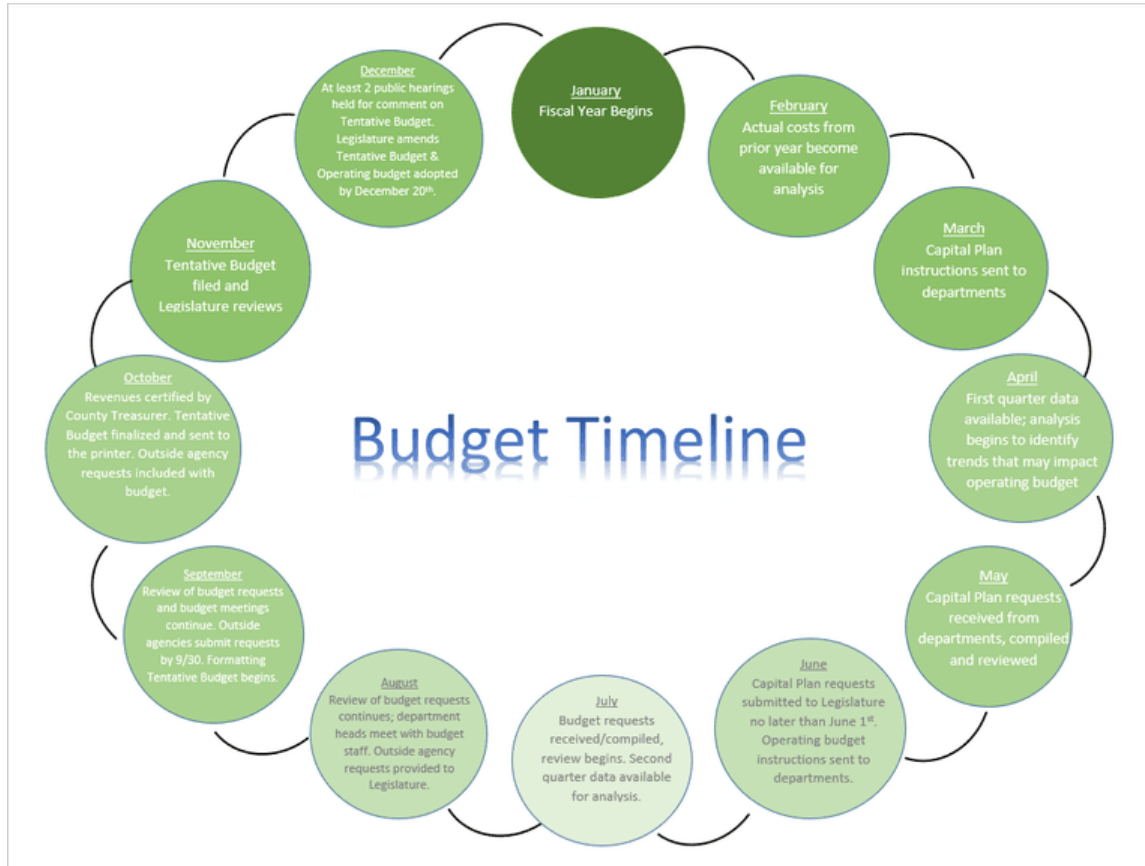 January
Fiscal Year Begins
February
Actual costs from
prior year become
available for
analysis
March
Capital Plan
instructions sent to
departments
April
First quarter data
available; analysis
begins to identify
trends that may impact
operating budget
May
Capital Plan requests
received from
departments, compiled
and reviewed
June
Capital Plan requests
submitted to Legislature
no later than June 1st.
Operating budget
instructions sent to
departments.
July
Budget requests
received/compiled,
review begins. Second
quarter data available
for analysis.
August
Review of budget requests
continues; department
heads meet with budget
staff. Outside agency
requests provided to
Legislature.
September
Review of budget requests
and budget meetings
continue. Outside
agencies submit requests
by 9/30. Formatting
Tentative Budget begins.
October
Revenues certified by
County Treasurer. Tentative
Budget finalized and sent to
the printer. Outside agency
requests included with
budget.
November
Tentative Budget
filed and
Legislature reviews
December
At least 2 public hearings
held for comment on
Tentative Budget.
Legislature amends
Tentative Budget &
Operating budget adopted
by December 20th.
Budget Timeline